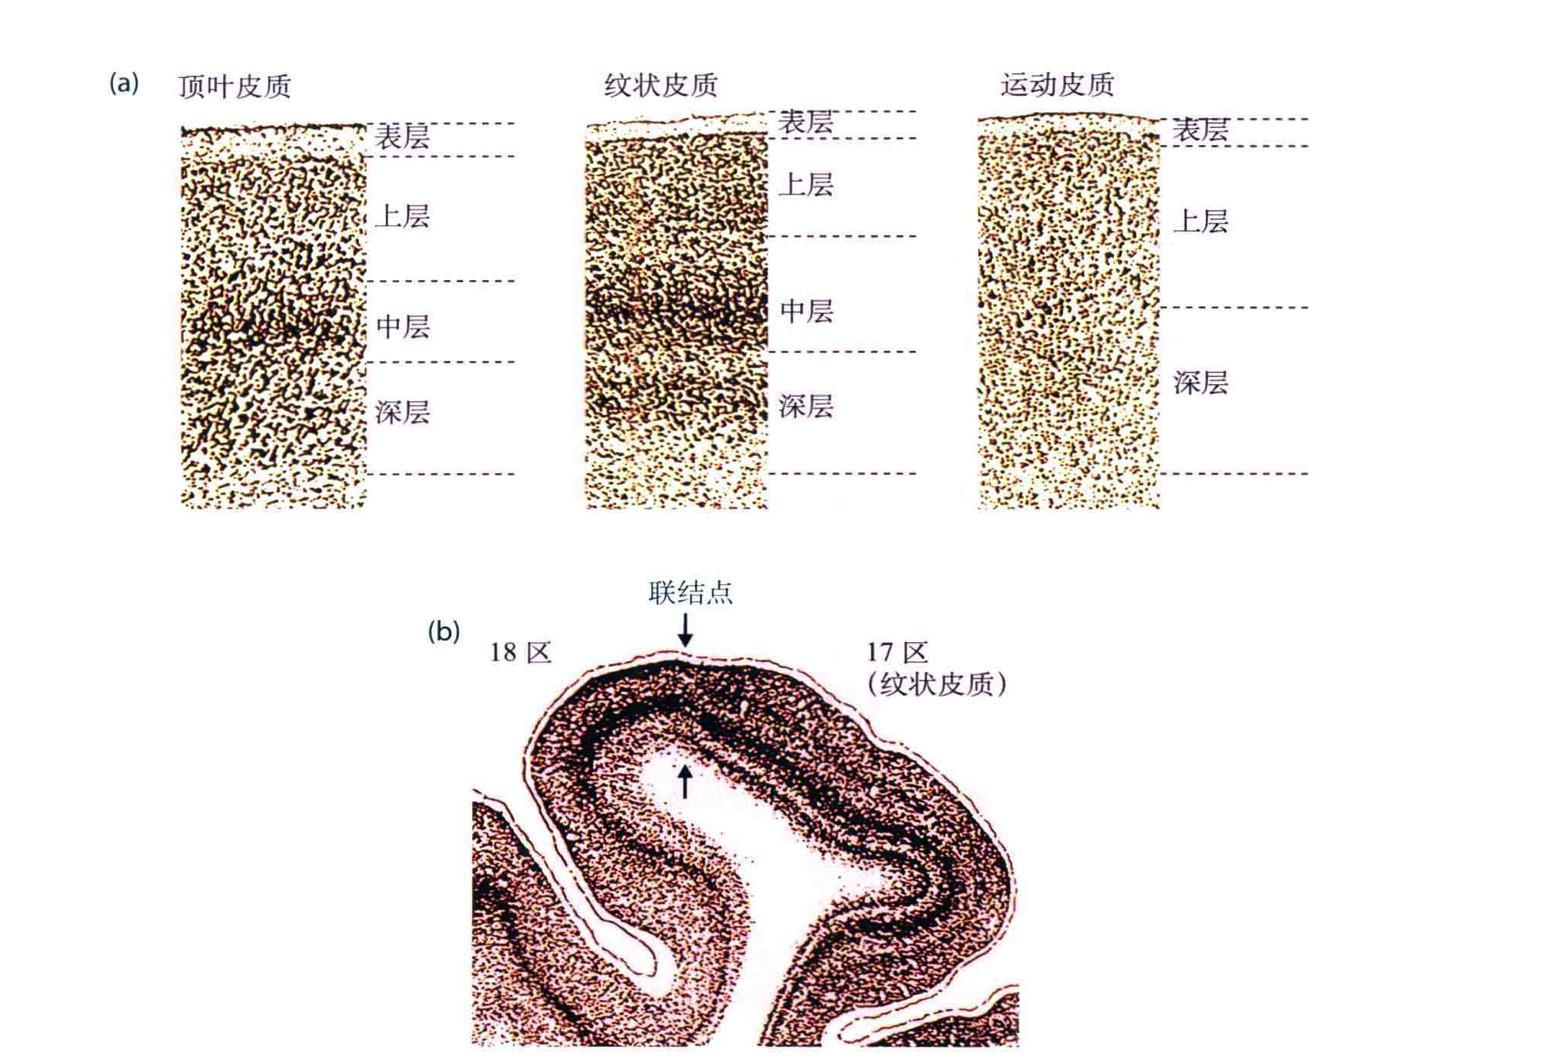 (a) 顶叶皮质 纹状皮质 运动皮质
表层 表层 表层
上层 上层 上层
中层 中层
深层 深层 深层
联结点
(b) 18 区 17 区
(纹状皮质)